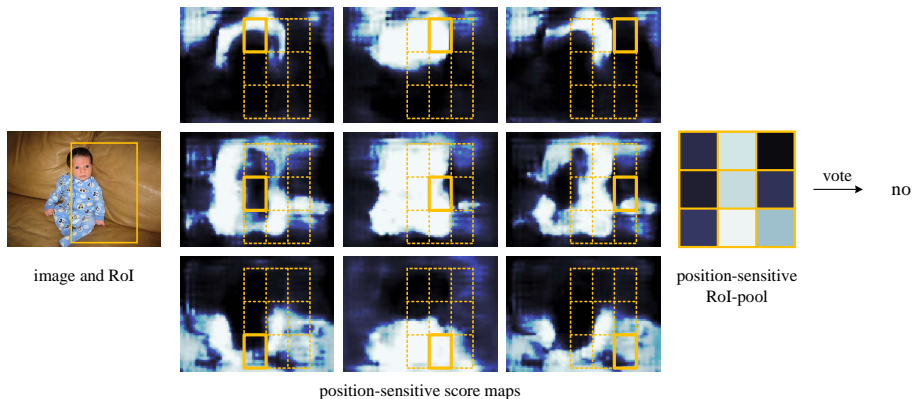 image and RoI
position-sensitive score maps
position-sensitive
RoI-pool
vote
no